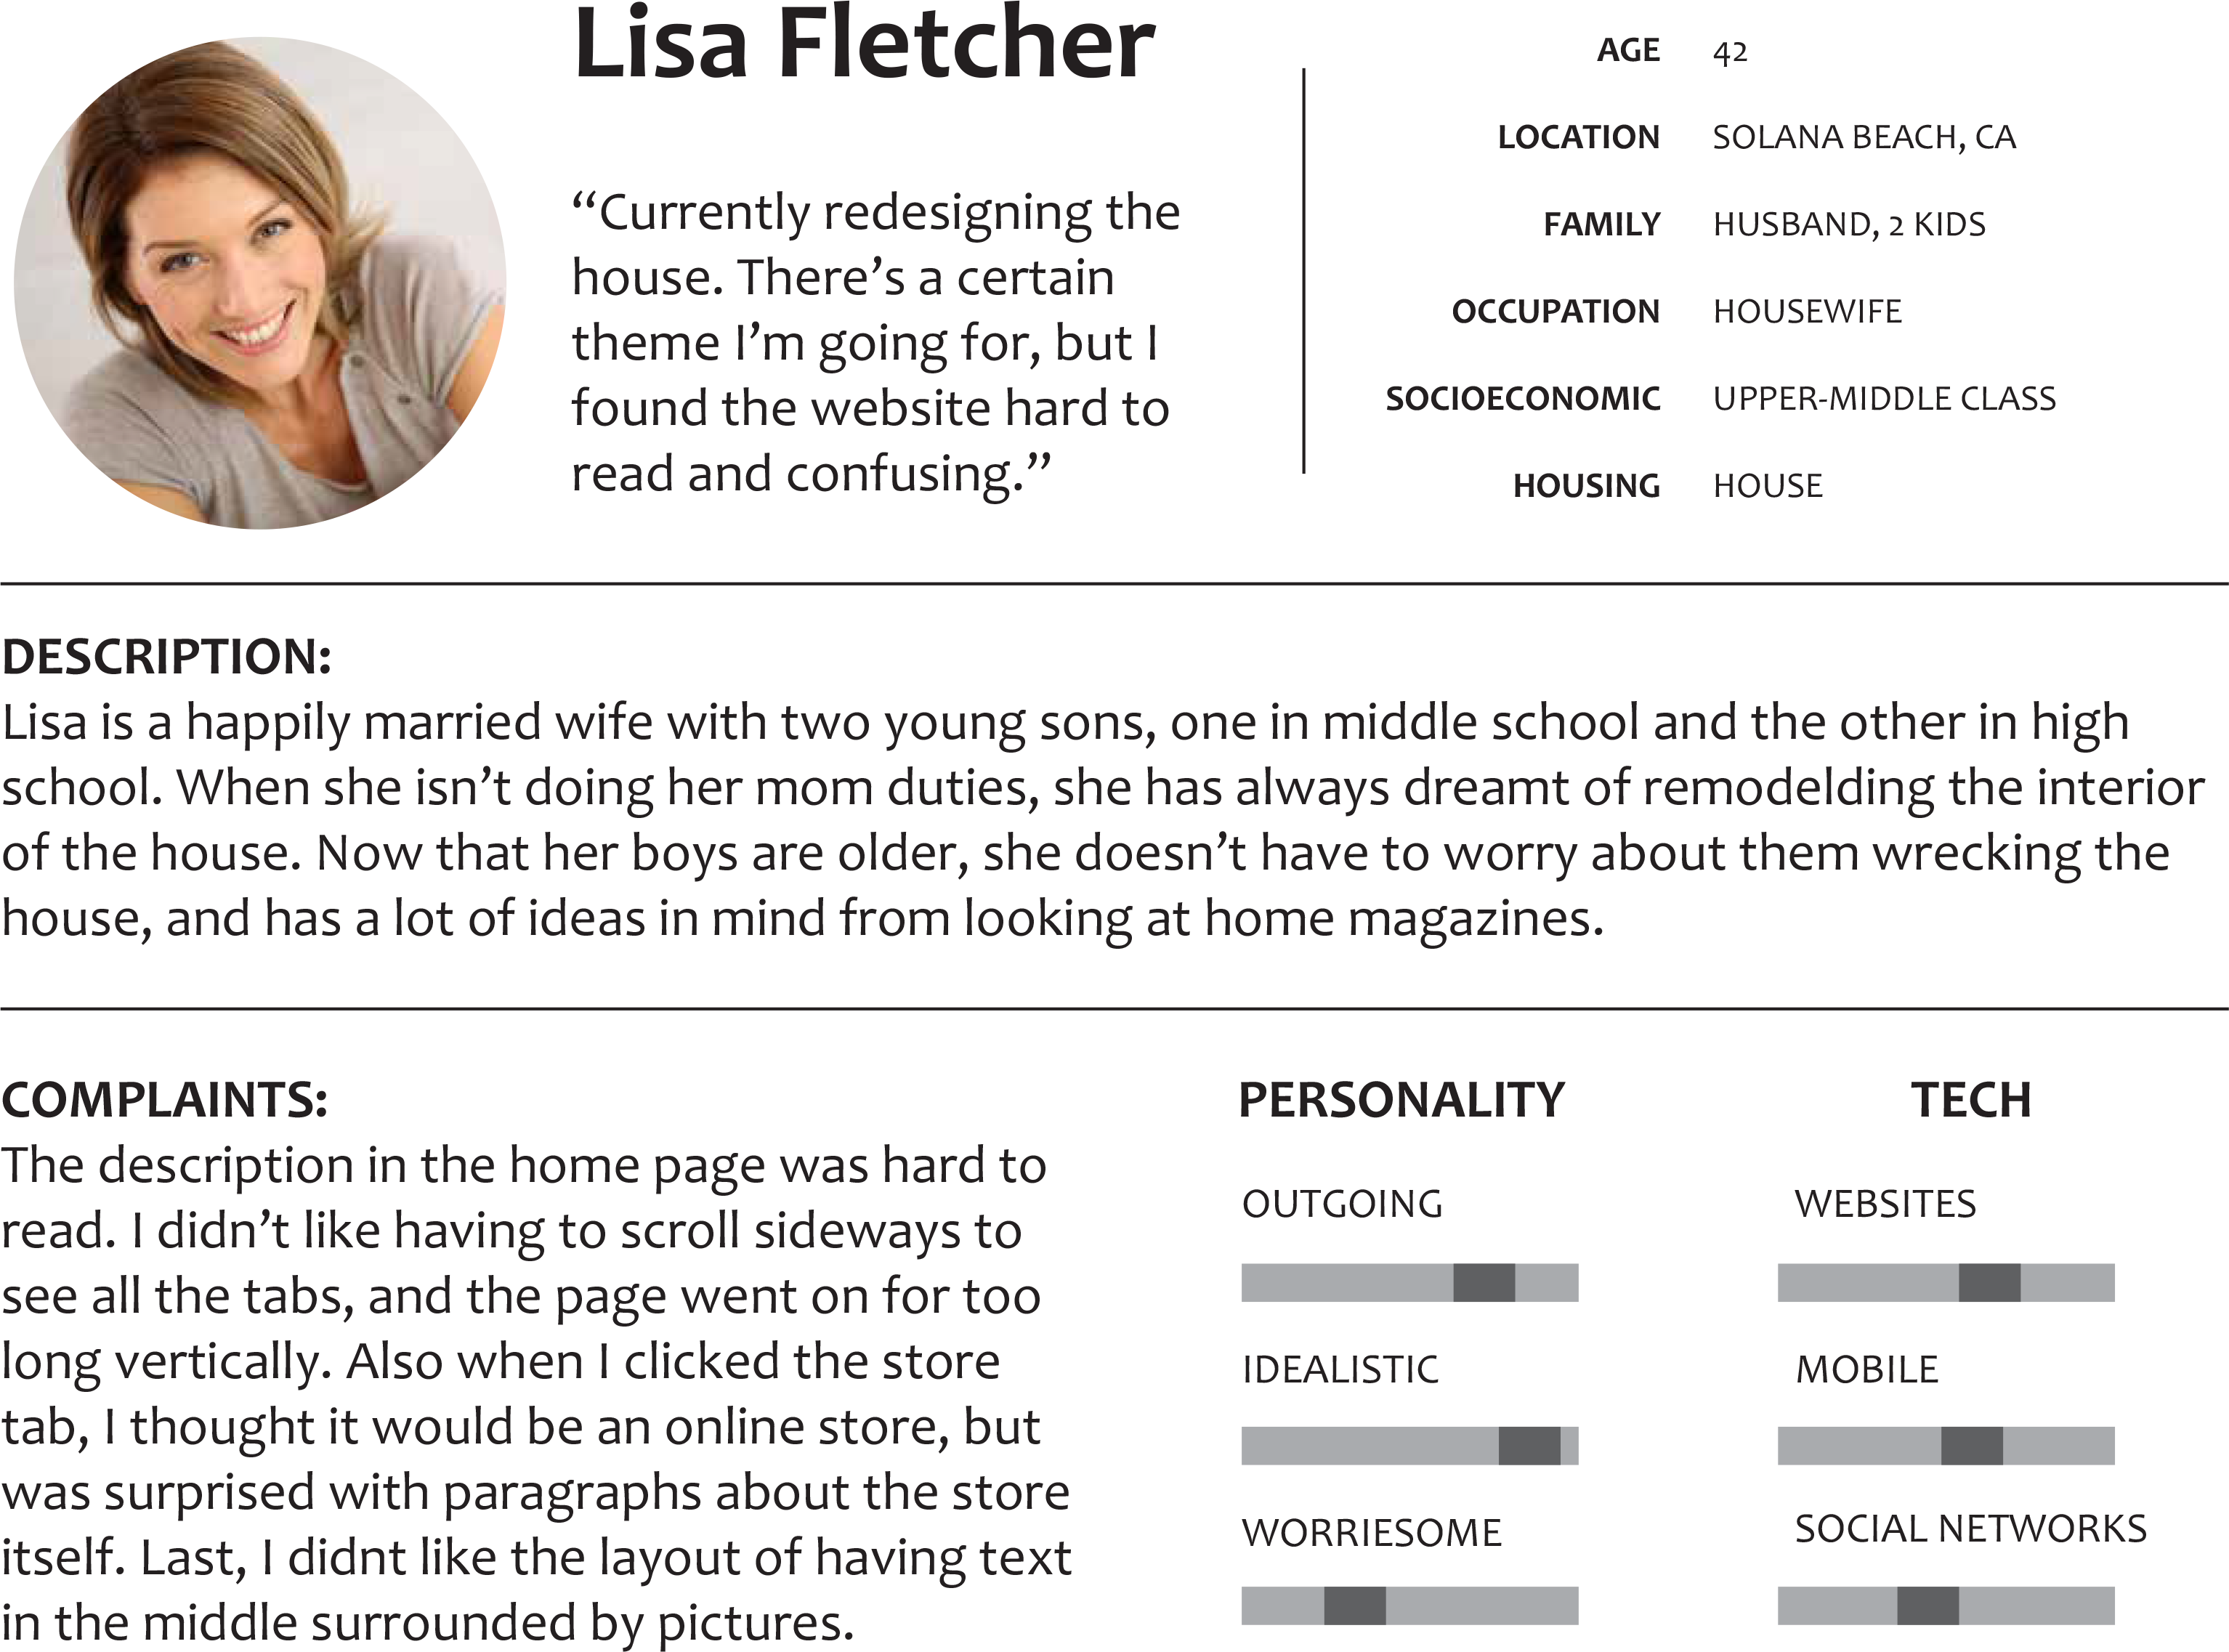 Lisa Fletcher
“Currently redesigning the
house. There’s a certain
theme I’m going for, but I
found the website hard to
read and confusing.”
AGE 42
LOCATION SOLANA BEACH, CA
FAMILY HUSBAND, 2 KIDS
OCCUPATION HOUSEWIFE
SOCIOECONOMIC UPPER-MIDDLE CLASS
HOUSING HOUSE
DESCRIPTION:
Lisa is a happily married wife with two young sons, one in middle school and the other in high
school. When she isn’t doing her mom duties, she has always dreamt of remodelding the interior
of the house. Now that her boys are older, she doesn’t have to worry about them wrecking the
house, and has a lot of ideas in mind from looking at home magazines.
COMPLAINTS:
The description in the home page was hard to
read. I didn’t like having to scroll sideways to
see all the tabs, and the page went on for too
long vertically. Also when I clicked the store
tab, I thought it would be an online store, but
was surprised with paragraphs about the store
itself. Last, I didnt like the layout of having text
in the middle surrounded by pictures.
PERSONALITY
OUTGOING
IDEALISTIC
WORRIESOME
TECH
WEBSITES
MOBILE
SOCIAL NETWORKS